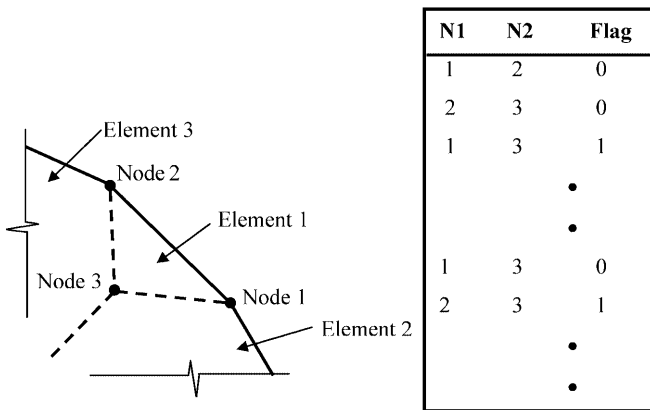 Element 3
Node 2
Element 1
Node 3
Node 1
Element 2
N1 N2 Flag
1 2 0
2 3 0
1 3 1
•
•
1 3 0
2 3 1
•
•